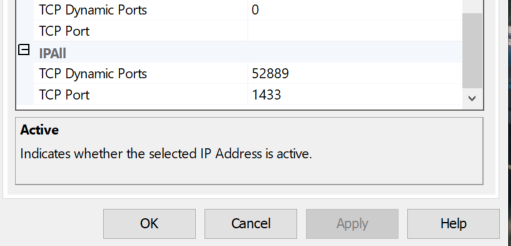 TCP Dynamic Ports 0
TCP Port
IPAll
TCP Dynamic Ports 52889
TCP Port 1433
Active
Indicates whether the selected IP Address is active.
OK Cancel Apply Help